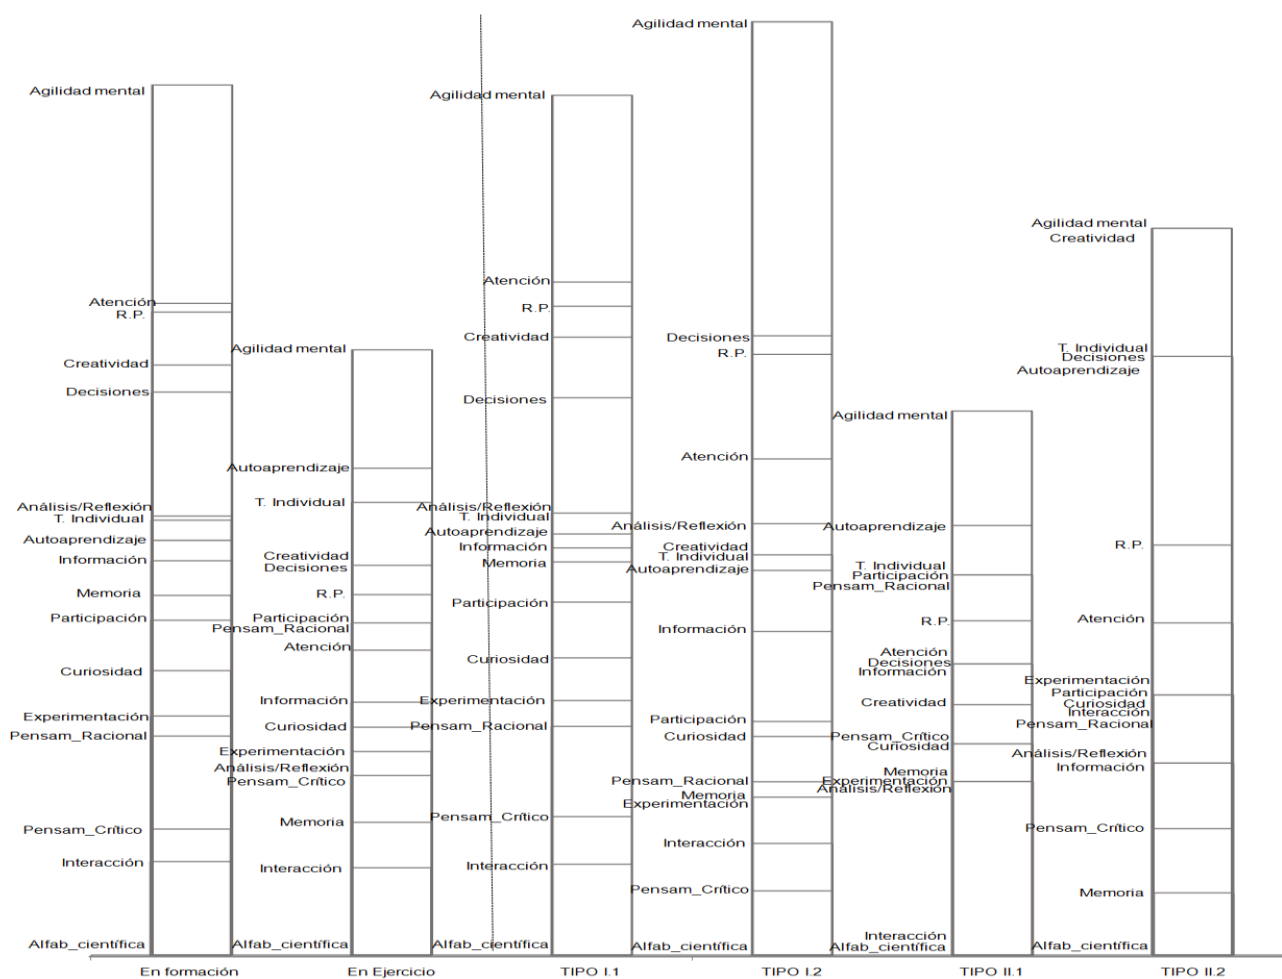 Agilidad mental
Atención
R.P.
Creatividad
Decisiones
Análisis/Reflexión
T. Individual
Autoaprendizaje
Información
Memoria
Participación
Curiosidad
Experimentación
Pensam_Racional
Pensam_Crítico
Interacción
Alfab_científica
En formación
Agilidad mental
Autoaprendizaje
T. Individual
Creatividad
Decisiones
R.P.
Participación
Pensam_Racional
Atención
Información
Curiosidad
Experimentación
Análisis/Reflexión
Pensam_Crítico
Memoria
Interacción
Alfab_científica
En Ejercicio
Agilidad mental
Atención
R.P.
Creatividad
Decisiones
Análisis/Reflexión
T. Individual
Autoaprendizaje
Información
Memoria
Participación
Curiosidad
Experimentación
Pensam_Racional
Pensam_Crítico
Interacción
Alfab_científica
TIPO I.1
Agilidad mental
Decisiones
R.P.
Atención
Análisis/Reflexión
Creatividad
T. Individual
Autoaprendizaje
Información
Participación
Curiosidad
Pensam_Racional
Memoria
Experimentación
Interacción
Pensam_Crítico
Alfab_científica
TIPO I.2
Agilidad mental
Autoaprendizaje
T. Individual
Participación
Pensam_Racional
R.P.
Atención
Decisiones
Información
Creatividad
Pensam_Crítico
Curiosidad
Memoria
Experimentación
Análisis/Reflexión
Interacción
Alfab_científica
TIPO II.1
Agilidad mental
Creatividad
T. Individual
Decisiones
Autoaprendizaje
R.P.
Atención
Experimentación
Participación
Curiosidad
Interacción
Pensam_Racional
Análisis/Reflexión
Información
Pensam_Crítico
Memoria
Alfab_científica
TIPO II.2